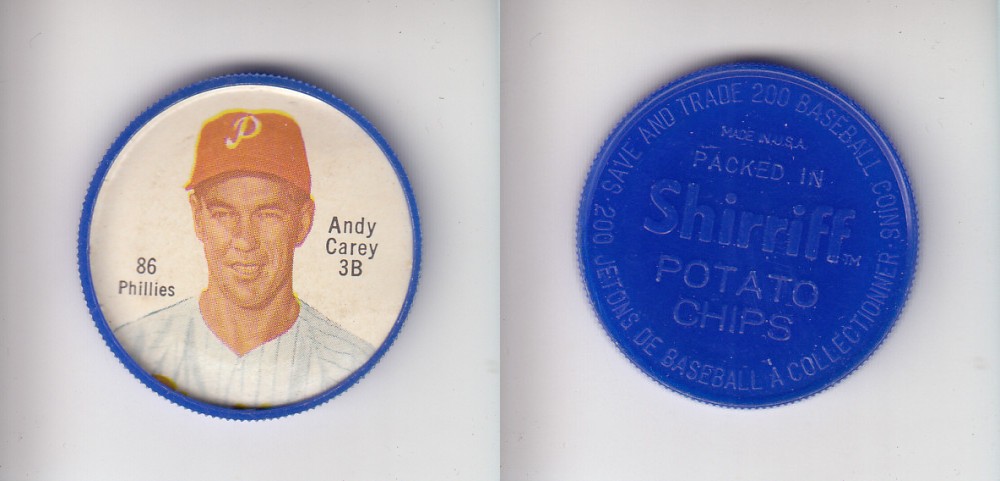 P
Andy
Carey
3B
86
Phillies
· SAVE AND TRADE 200 BASEBALL COINS ·
MADE IN U.S.A.
PACKED IN
Shirriff TM
POTATO
CHIPS
200 JETONS DE BASEBALL A COLLECTIONNER